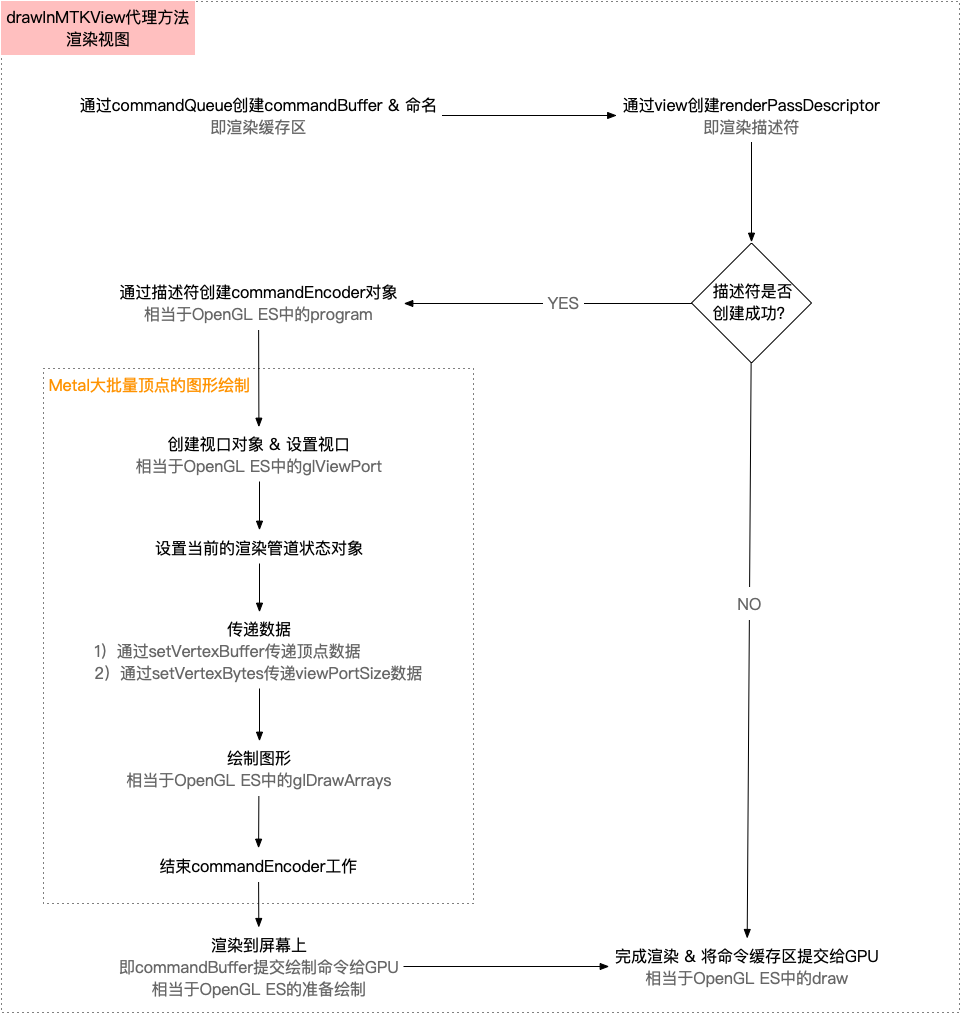 drawInMTKView代理方法
渲染视图
通过commandQueue创建commandBuffer & 命名
即渲染缓存区
通过view创建renderPassDescriptor
即渲染描述符
描述符是否
创建成功?
YES
通过描述符创建commandEncoder对象
相当于OpenGL ES中的program
Metal大批量顶点的图形绘制
创建视口对象 & 设置视口
相当于OpenGL ES中的glViewPort
设置当前的渲染管道状态对象
传递数据
1）通过setVertexBuffer传递顶点数据
2）通过setVertexBytes传递viewPortSize数据
绘制图形
相当于OpenGL ES中的glDrawArrays
结束commandEncoder工作
渲染到屏幕上
即commandBuffer提交绘制命令给GPU
相当于OpenGL ES的准备绘制
NO
完成渲染 & 将命令缓存区提交给GPU
相当于OpenGL ES中的draw